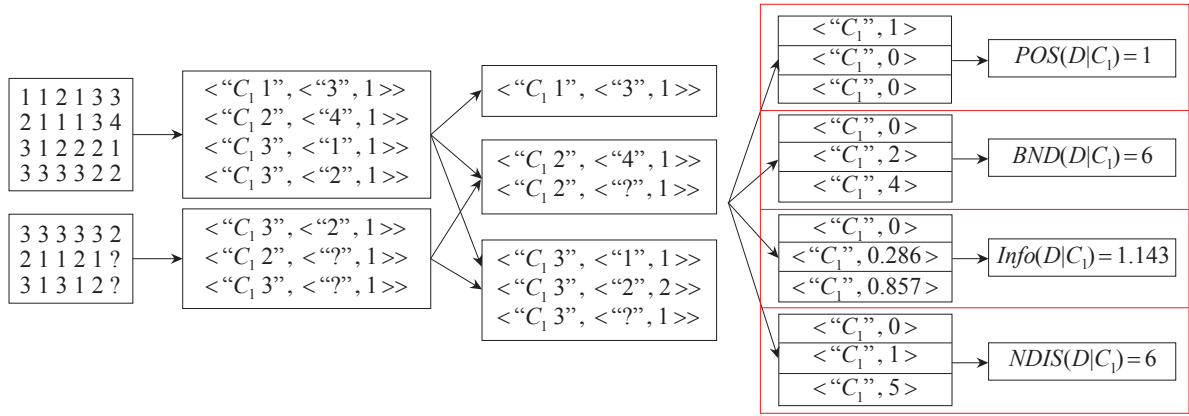 1 1 2 1 3 3
2 1 1 1 3 4
3 1 2 2 2 1
3 3 3 3 2 2
3 3 3 3 3 2
2 1 1 2 1 ?
3 1 3 1 2 ?
<“C₁ 1”, <“3”, 1>>
<“C₁ 2”, <“4”, 1>>
<“C₁ 3”, <“1”, 1>>
<“C₁ 3”, <“2”, 1>>
<“C₁ 3”, <“2”, 1>>
<“C₁ 2”, <“?”, 1>>
<“C₁ 3”, <“?”, 1>>
<“C₁ 1”, <“3”, 1>>
<“C₁ 2”, <“4”, 1>>
<“C₁ 2”, <“?”, 1>>
<“C₁ 3”, <“1”, 1>>
<“C₁ 3”, <“2”, 2>>
<“C₁ 3”, <“?”, 1>>
<“C₁”, 1>
<“C₁”, 0>
<“C₁”, 0>
POS(D|C₁)=1
<“C₁”, 0>
<“C₁”, 2>
<“C₁”, 4>
BND(D|C₁)=6
<“C₁”, 0>
<“C₁”, 0.286>
<“C₁”, 0.857>
Info(D|C₁)=1.143
<“C₁”, 0>
<“C₁”, 1>
<“C₁”, 5>
NDIS(D|C₁)=6